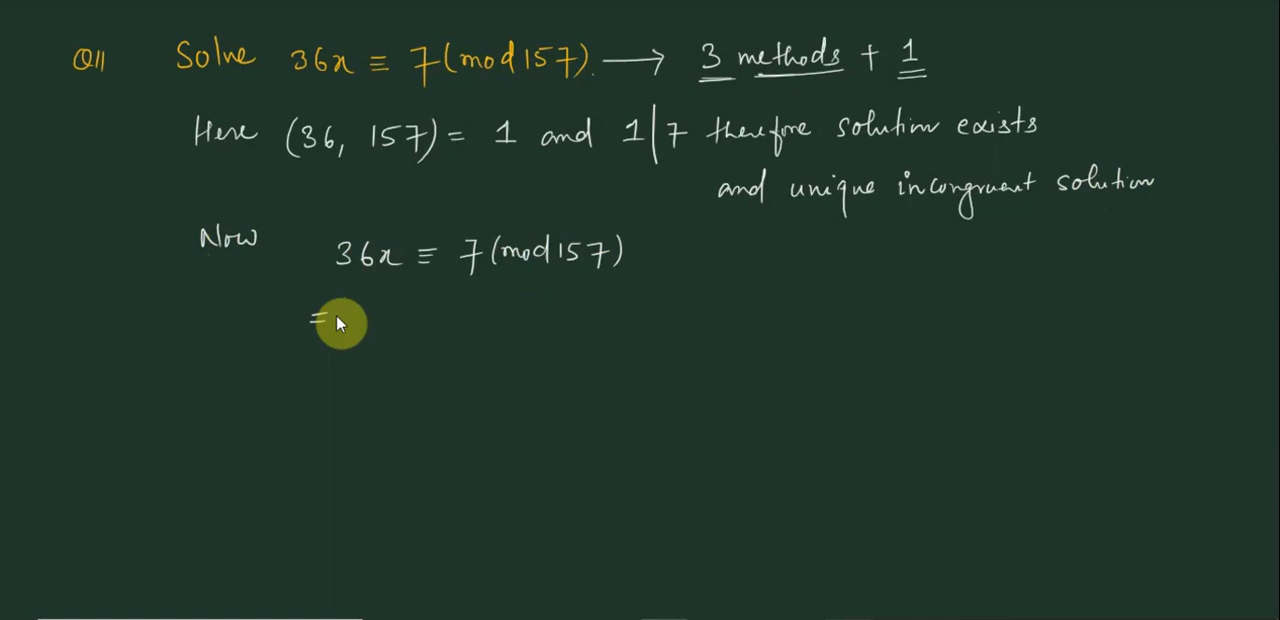 Q11 Solve 36x ≡ 7(mod 157). → 3 methods + 1
Here (36, 157) = 1 and 1|7 therefore solution exists
and unique incongruent solution
Now 36x ≡ 7(mod 157)
=